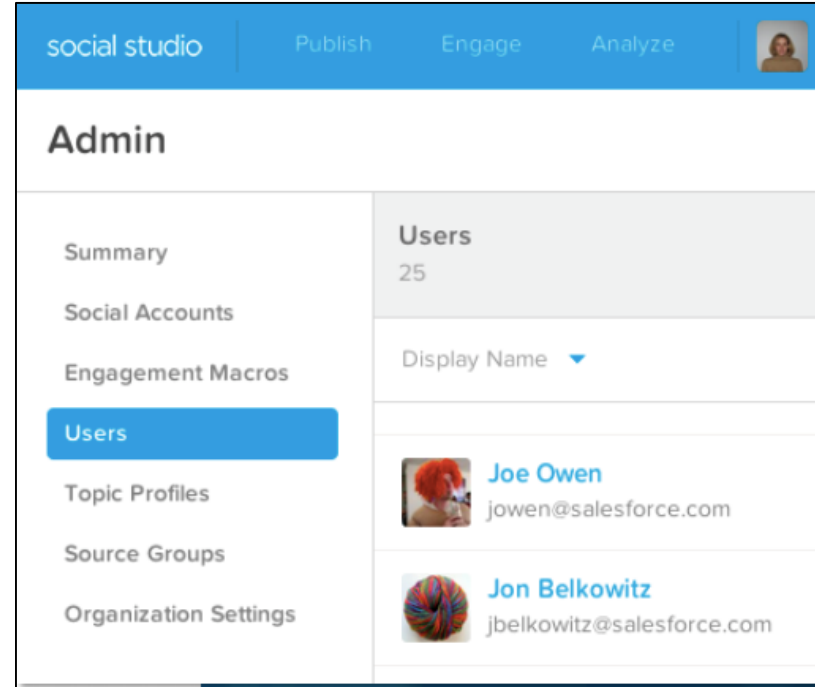 social studio Publish Engage Analyze
Admin
Summary
Social Accounts
Engagement Macros
Users
Topic Profiles
Source Groups
Organization Settings
Users
25
Display Name
Joe Owen
jowen@salesforce.com
Jon Belkowitz
jbelkowitz@salesforce.com